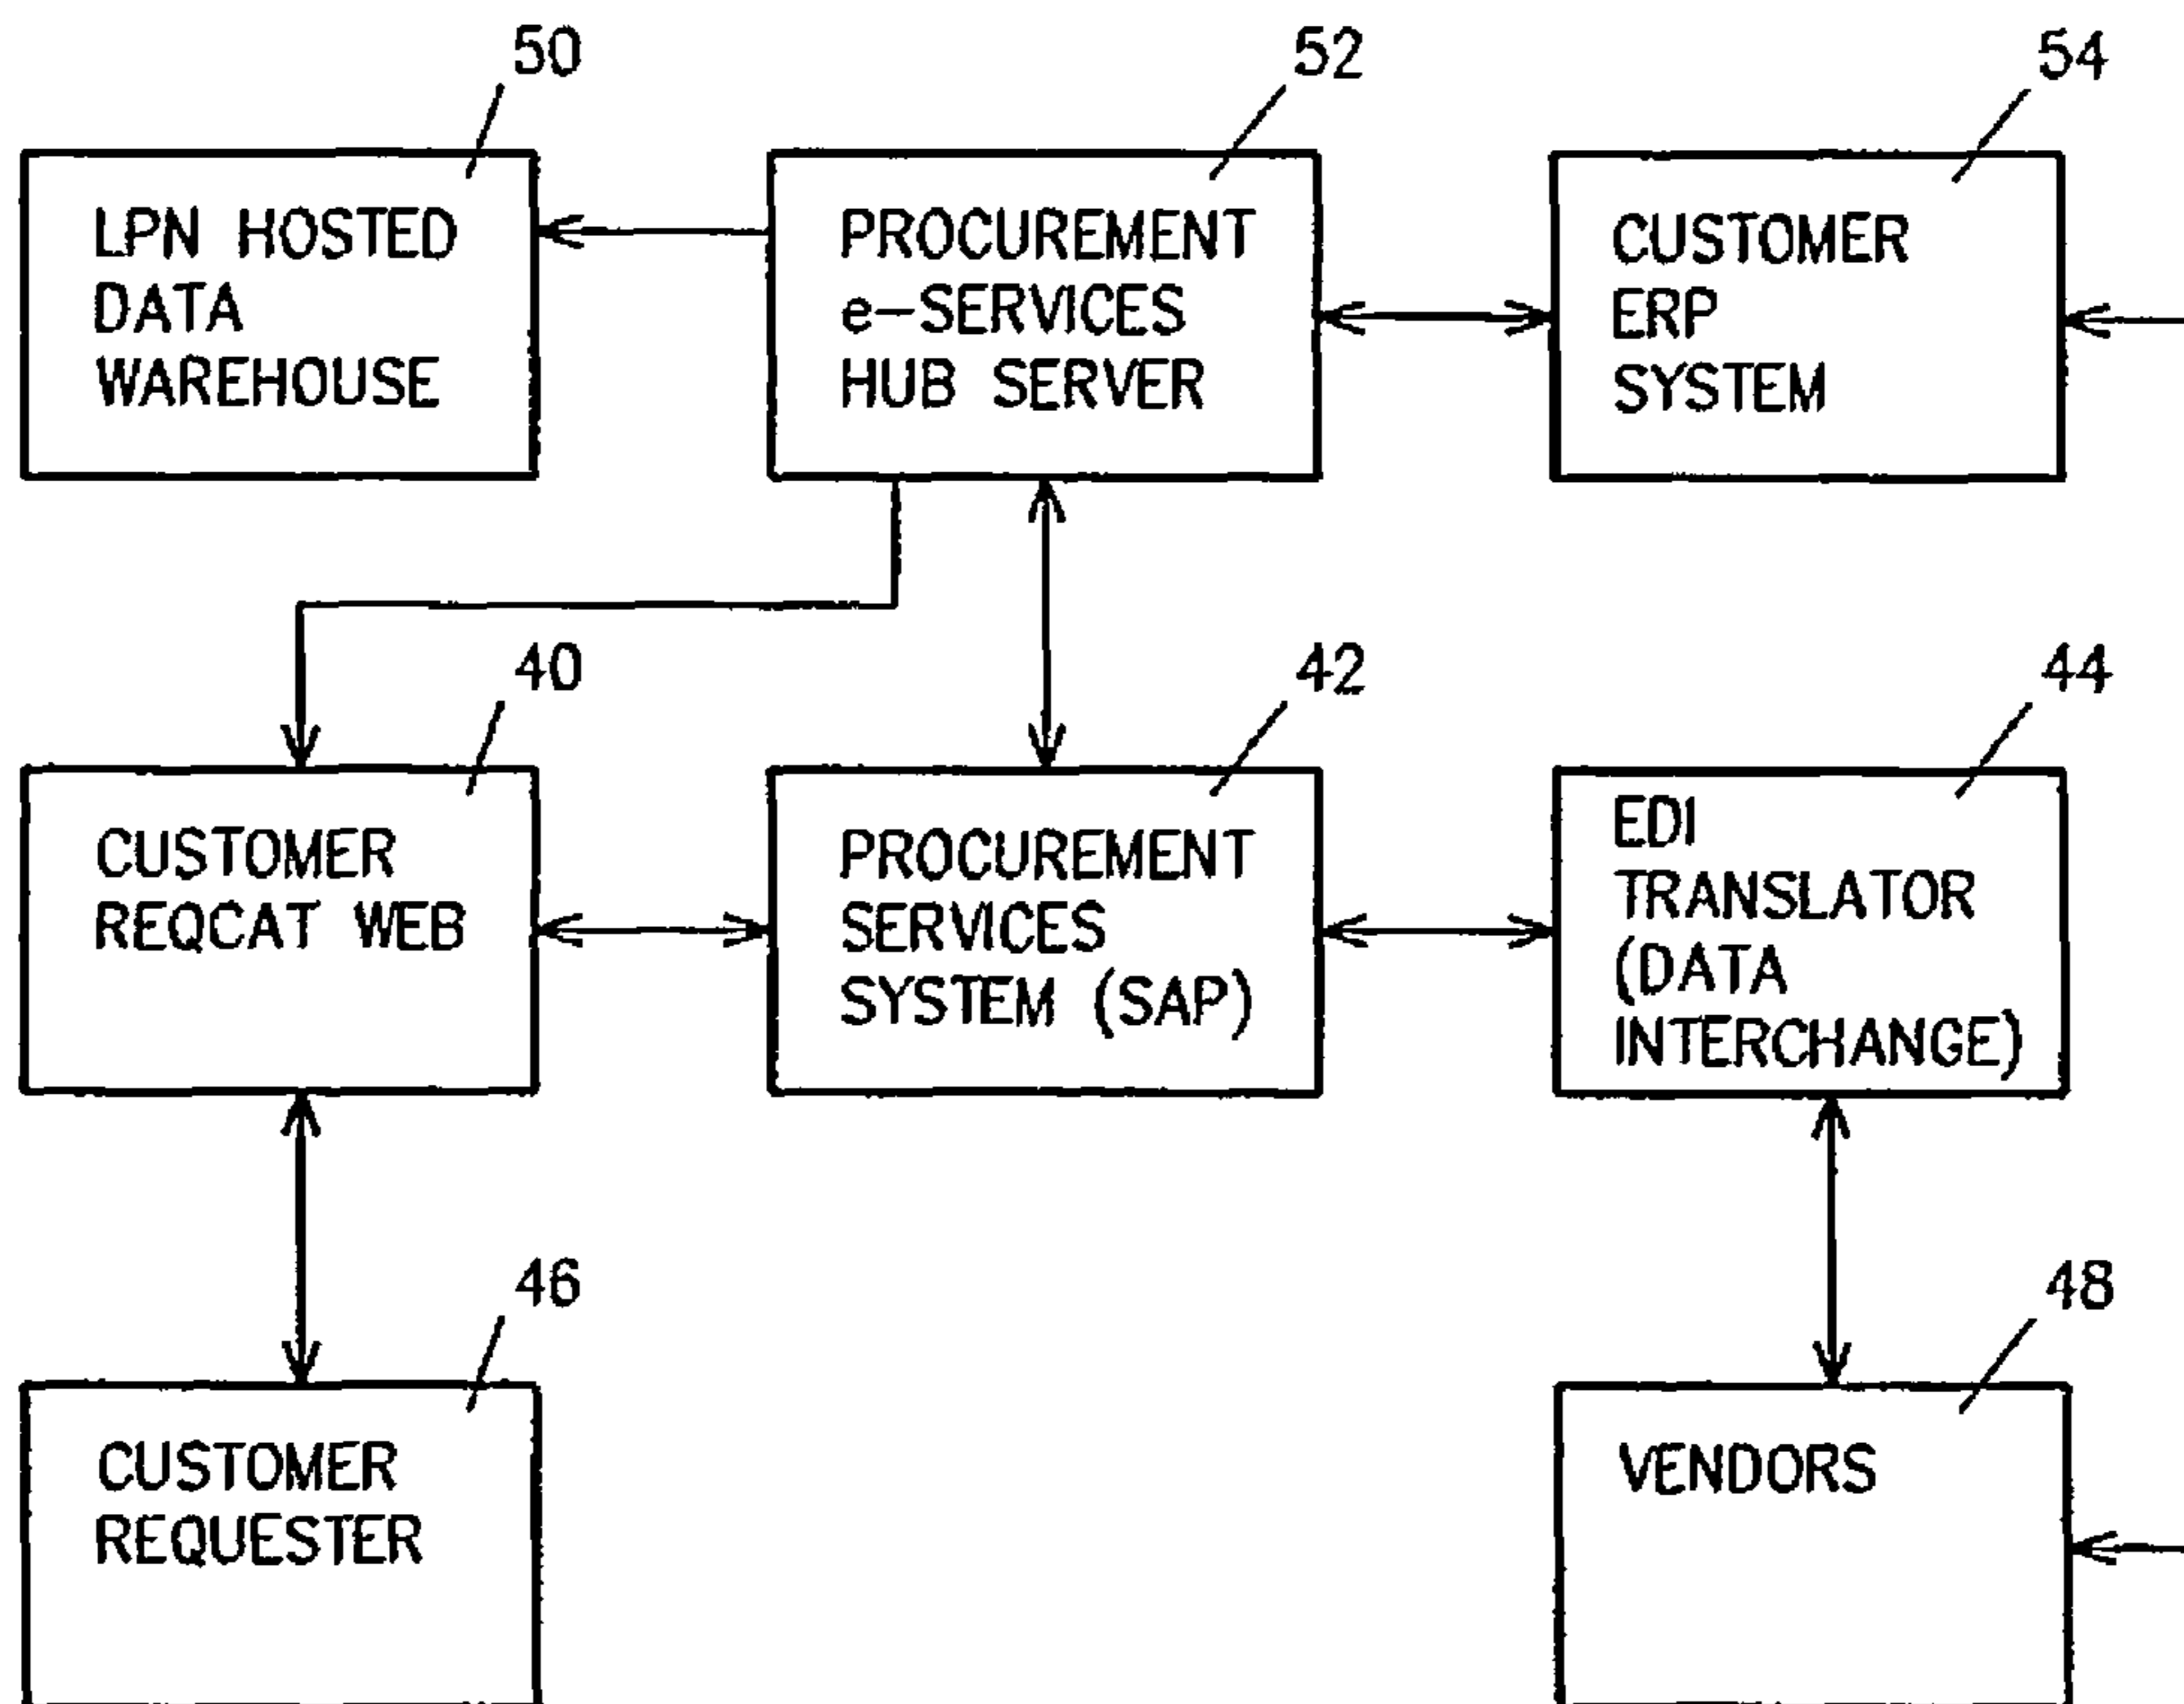 50
LPN HOSTED
DATA
WAREHOUSE
52
PROCUREMENT
e-SERVICES
HUB SERVER
54
CUSTOMER
ERP
SYSTEM
40
CUSTOMER
REQCAT WEB
42
PROCUREMENT
SERVICES
SYSTEM (SAP)
44
EDI
TRANSLATOR
(DATA
INTERCHANGE)
46
CUSTOMER
REQUESTER
48
VENDORS